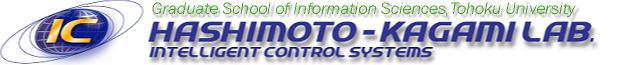 IC
Graduate School of Information Sciences,Tohoku University
HASHIMOTO-KAGAMI LAB.
INTELLIGENT CONTROL SYSTEMS